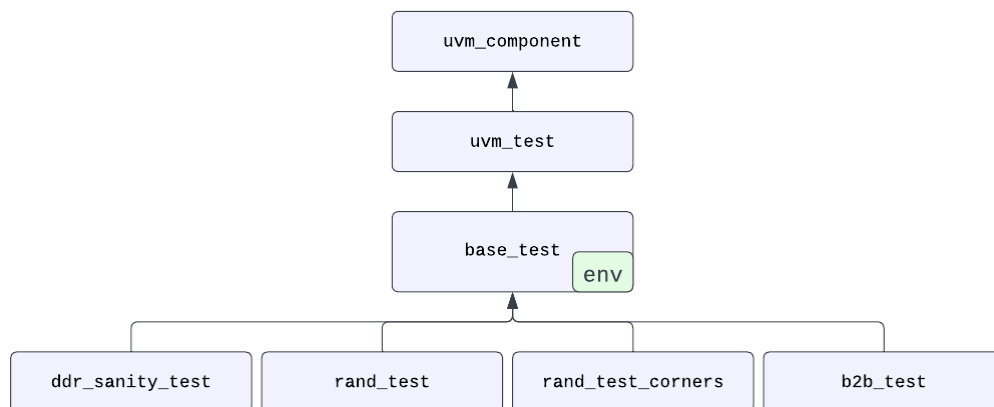 uvm_component
uvm_test
base_test
env
ddr_sanity_test
rand_test
rand_test_corners
b2b_test